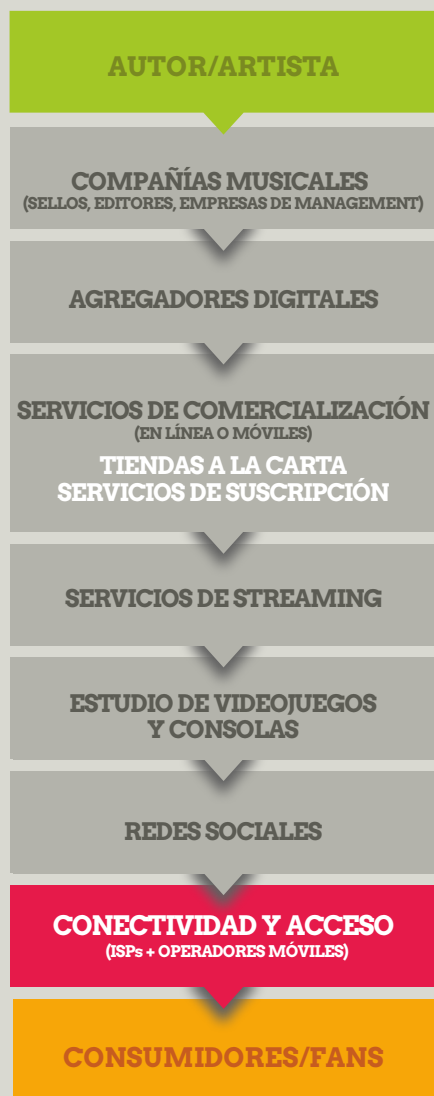 AUTOR/ARTISTA
COMPAÑÍAS MUSICALES
(SELLOS, EDITORES, EMPRESAS DE MANAGEMENT)
AGREGADORES DIGITALES
SERVICIOS DE COMERCIALIZACIÓN
(EN LÍNEA O MÓVILES)
TIENDAS A LA CARTA
SERVICIOS DE SUSCRIPCIÓN
SERVICIOS DE STREAMING
ESTUDIO DE VIDEOJUEGOS
Y CONSOLAS
REDES SOCIALES
CONECTIVIDAD Y ACCESO
(ISPs + OPERADORES MÓVILES)
CONSUMIDORES/FANS